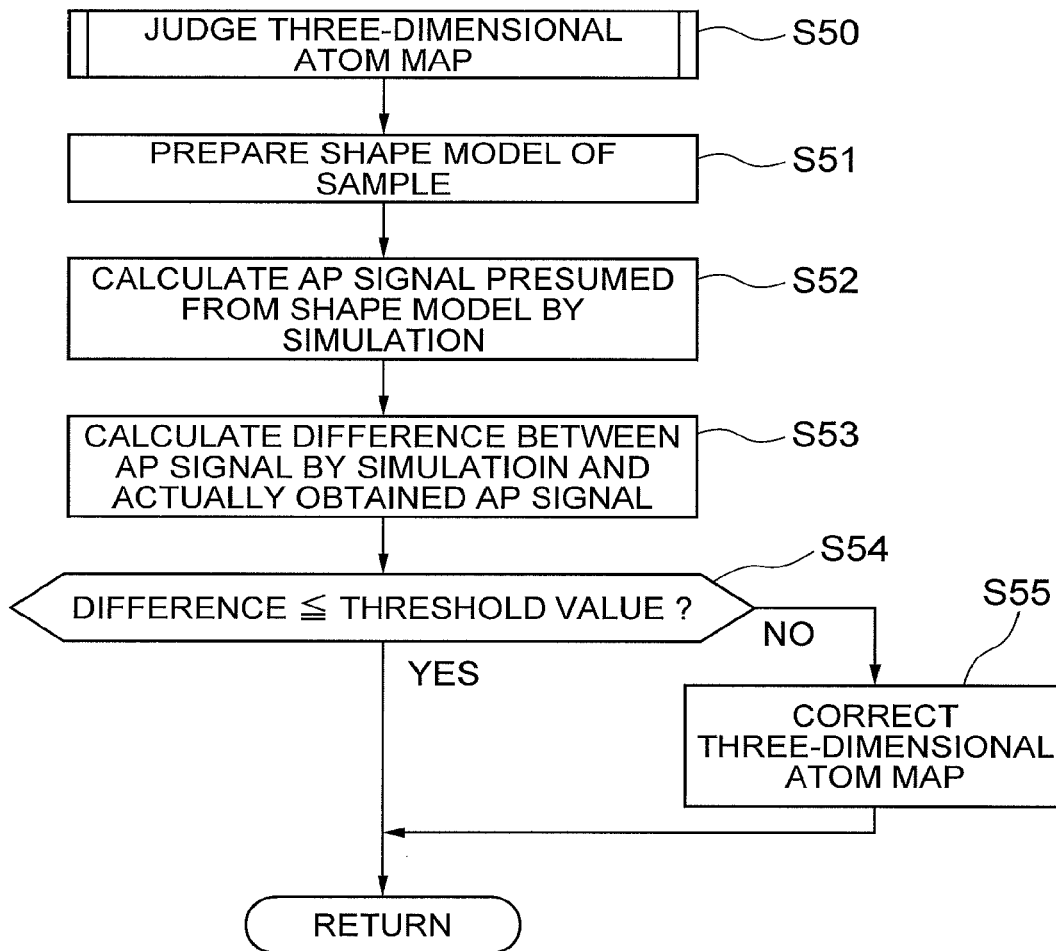 JUDGE THREE-DIMENSIONAL
ATOM MAP
S50
PREPARE SHAPE MODEL OF
SAMPLE
S51
CALCULATE AP SIGNAL PRESUMED
FROM SHAPE MODEL BY
SIMULATION
S52
CALCULATE DIFFERENCE BETWEEN
AP SIGNAL BY SIMULATIOIN AND
ACTUALLY OBTAINED AP SIGNAL
S53
DIFFERENCE ≦ THRESHOLD VALUE ?
S54
NO
YES
S55
CORRECT
THREE-DIMENSIONAL
ATOM MAP
RETURN